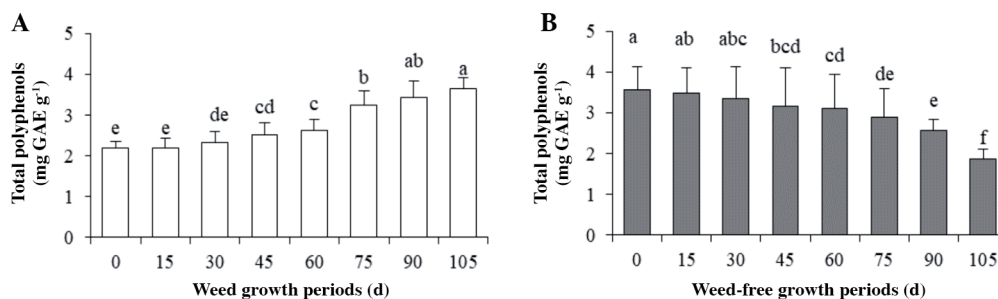 A
Total polyphenols
(mg GAE g-1)
5
4
3
2
1
0
e e de cd c b ab a
0 15 30 45 60 75 90 105
Weed growth periods (d)
B
Total polyphenols
(mg GAE g-1)
5
4
3
2
1
0
a ab abc bcd cd de e f
0 15 30 45 60 75 90 105
Weed-free growth periods (d)